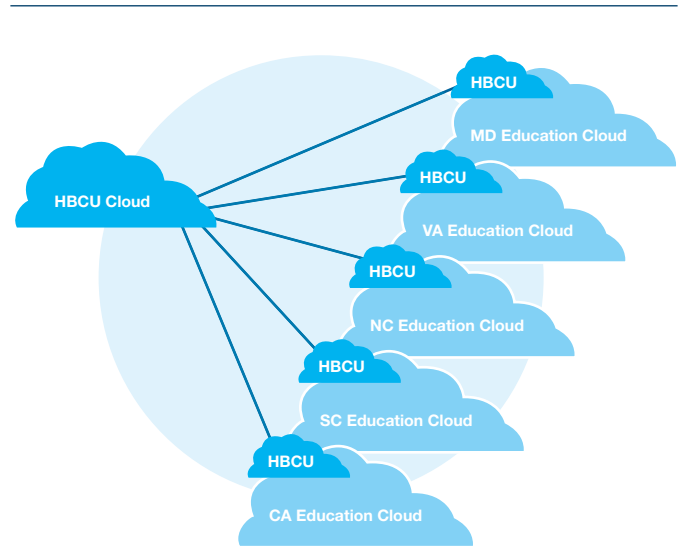 HBCU
MD Education Cloud
HBCU
HBCU Cloud
VA Education Cloud
HBCU
NC Education Cloud
HBCU
SC Education Cloud
HBCU
CA Education Cloud